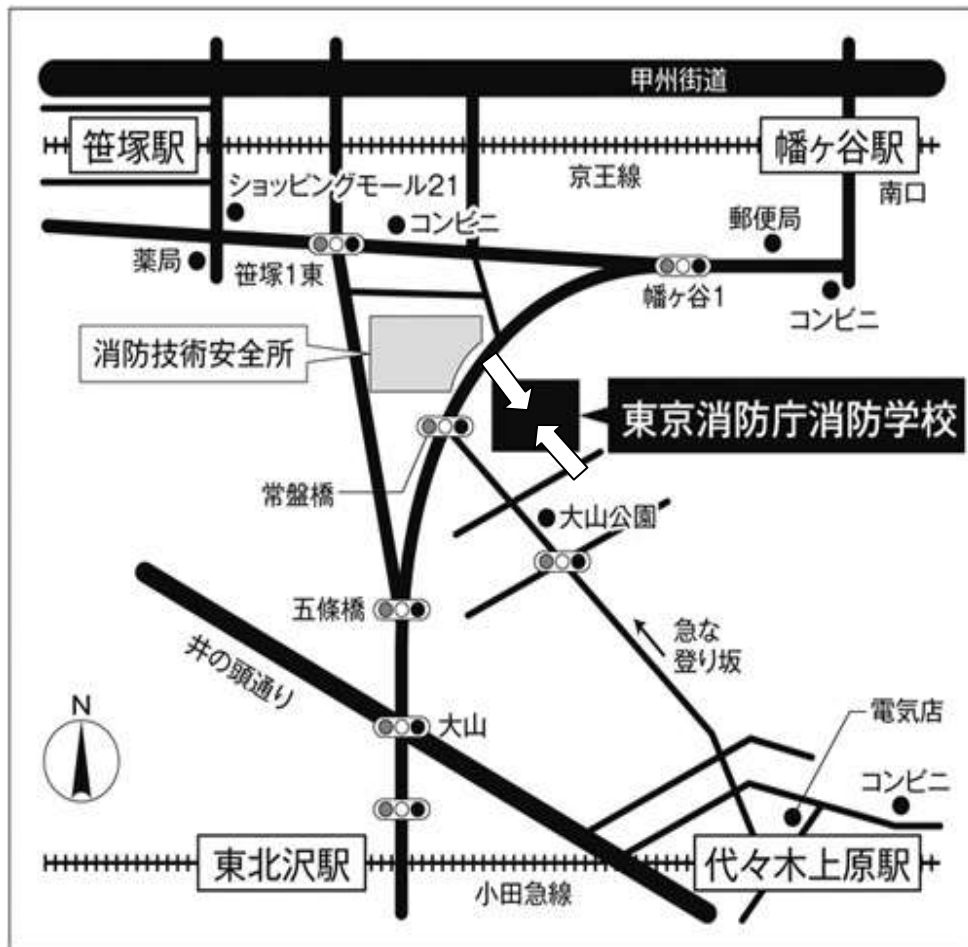 甲州街道
笹塚駅
幡ヶ谷駅
京王線
南口
ショッピングモール21
コンビニ
郵便局
薬局
笹塚1東
幡ヶ谷1
コンビニ
消防技術安全所
東京消防庁消防学校
常盤橋
大山公園
五條橋
急な
登り坂
井の頭通り
N
大山
電気店
コンビニ
東北沢駅
代々木上原駅
小田急線